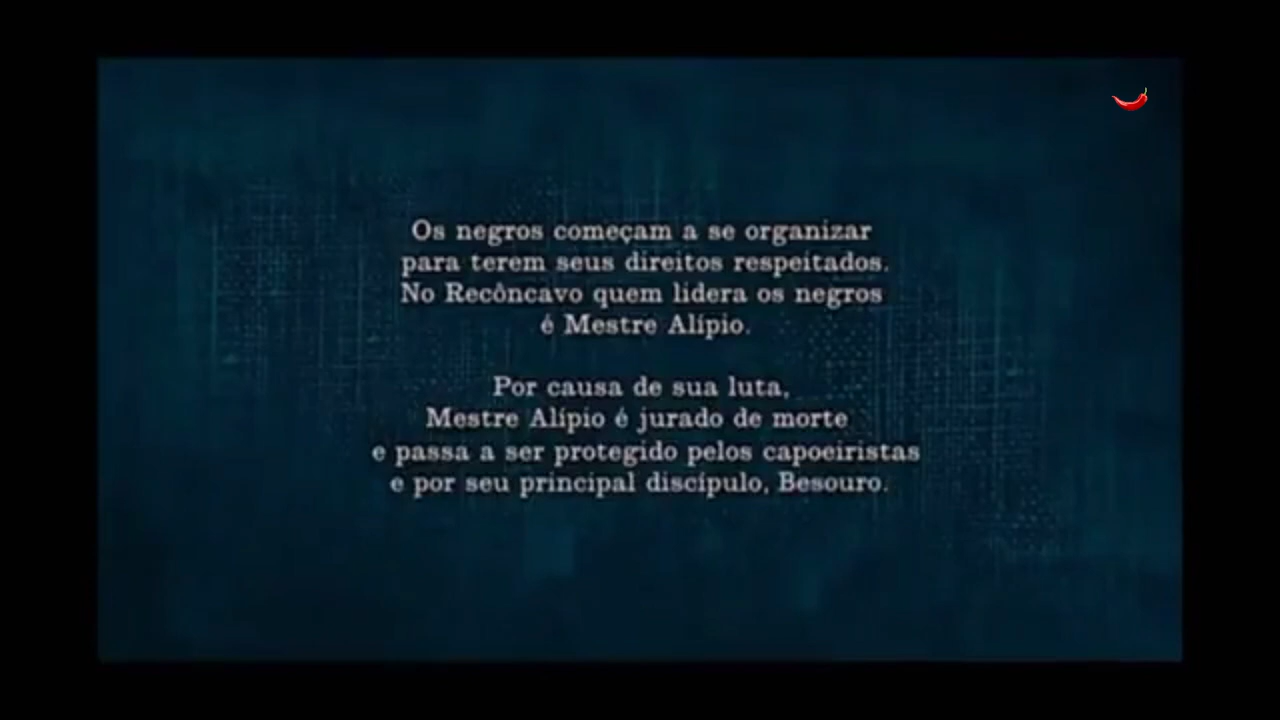 Os negros começam a se organizar
para terem seus direitos respeitados.
No Recôncavo quem lidera os negros
é Mestre Alípio.
Por causa de sua luta,
Mestre Alípio é jurado de morte
e passa a ser protegido pelos capoeiristas
e por seu principal discípulo, Besouro.